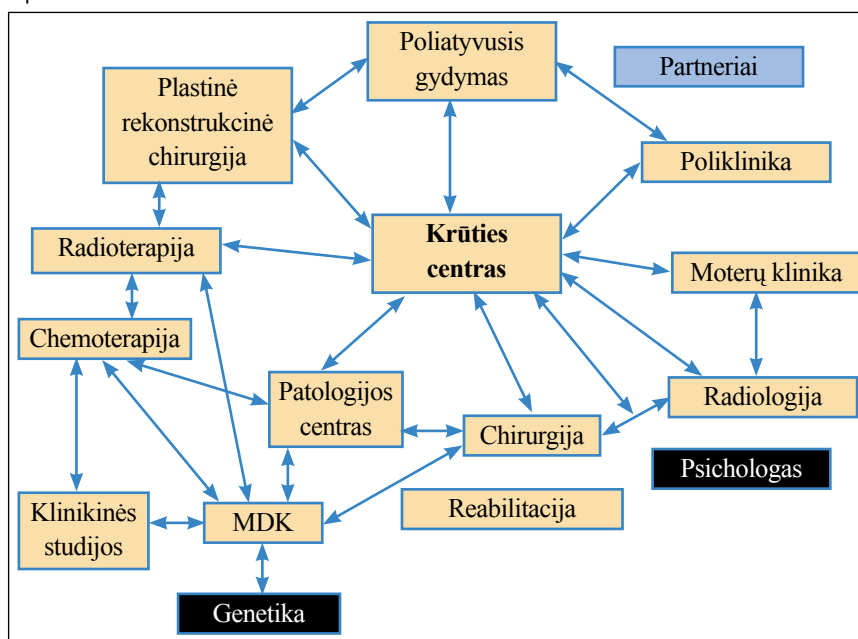 Poliatyvusis
gydymas
Partneriai
Plastinė
rekonstrukcinė
chirurgija
Poliklinika
Krūties
centras
Radioterapija
Moterų klinika
Chemoterapija
Patologijos
centras
Radiologija
Chirurgija
Psichologas
Klinikinės
studijos
MDK
Reabilitacija
Genetika